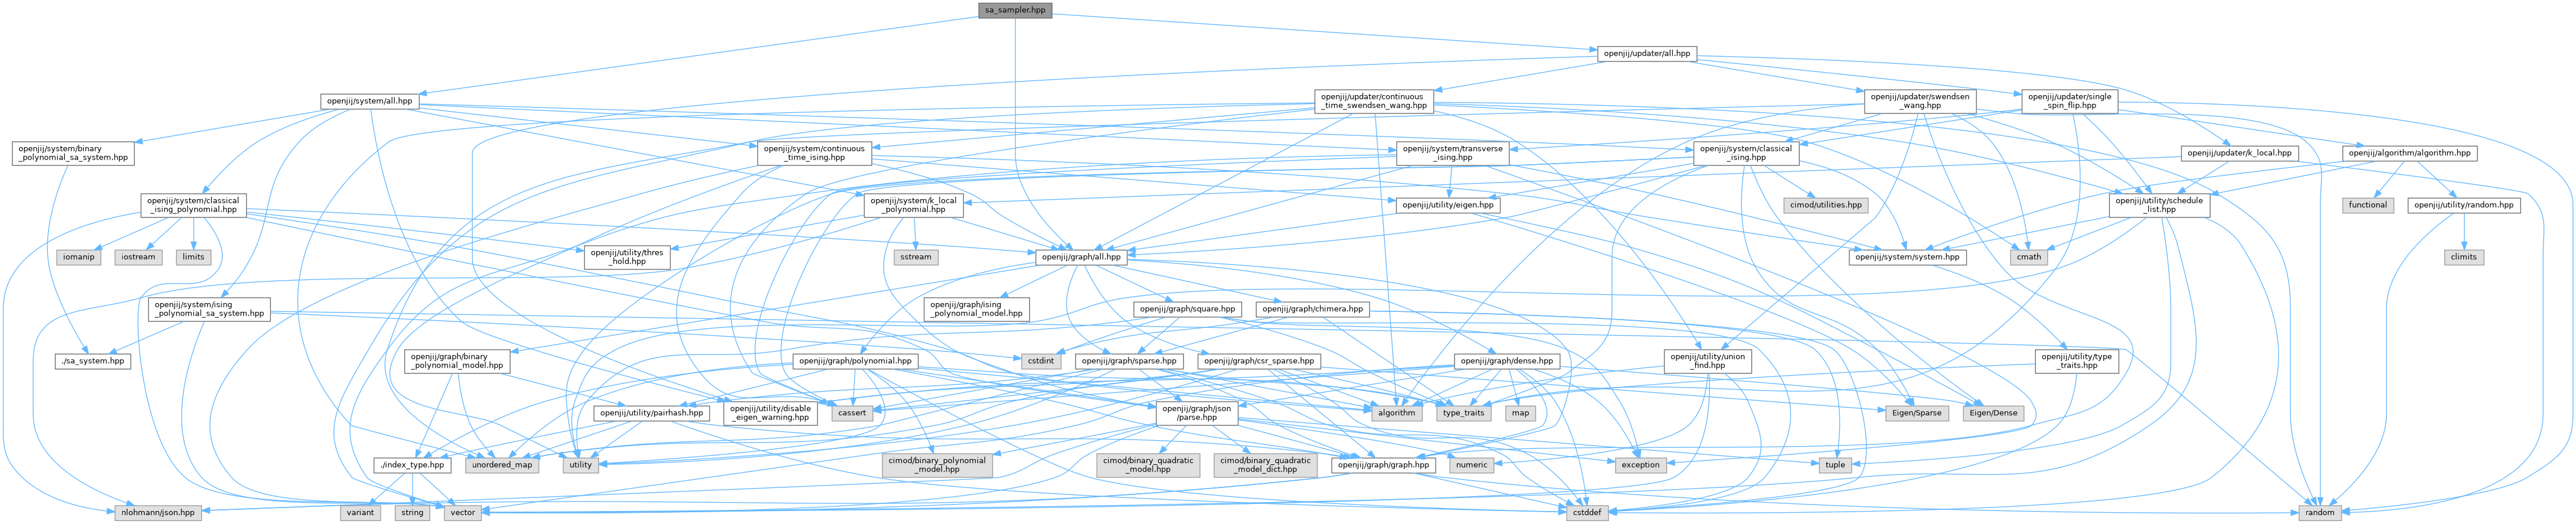 sa_sampler.hpp
openjij/updater/all.hpp
openjij/system/all.hpp
openjij/updater/continuous
_time_swendsen_wang.hpp
openjij/updater/swendsen
_wang.hpp
openjij/updater/single
_spin_flip.hpp
openjij/system/binary
_polynomial_sa_system.hpp
openjij/system/continuous
_time_ising.hpp
openjij/system/transverse
_ising.hpp
openjij/system/classical
_ising.hpp
openjij/updater/k_local.hpp
openjij/algorithm/algorithm.hpp
openjij/system/classical
_ising_polynomial.hpp
openjij/system/k_local
_polynomial.hpp
openjij/utility/eigen.hpp
cimod/utilities.hpp
openjij/utility/schedule
_list.hpp
functional
openjij/utility/random.hpp
iomanip
iostream
limits
openjij/utility/thres
_hold.hpp
sstream
openjij/graph/all.hpp
openjij/system/system.hpp
cmath
climits
openjij/system/ising
_polynomial_sa_system.hpp
openjij/graph/ising
_polynomial_model.hpp
openjij/graph/square.hpp
openjij/graph/chimera.hpp
./sa_system.hpp
openjij/graph/binary
_polynomial_model.hpp
cstdint
openjij/graph/polynomial.hpp
openjij/graph/sparse.hpp
openjij/graph/csr_sparse.hpp
openjij/graph/dense.hpp
openjij/utility/union
_find.hpp
openjij/utility/type
_traits.hpp
openjij/utility/pairhash.hpp
openjij/utility/disable
_eigen_warning.hpp
cassert
openjij/graph/json
/parse.hpp
algorithm
type_traits
map
Eigen/Sparse
Eigen/Dense
./index_type.hpp
unordered_map
utility
cimod/binary_polynomial
_model.hpp
cimod/binary_quadratic
_model.hpp
cimod/binary_quadratic
_model_dict.hpp
openjij/graph/graph.hpp
numeric
exception
tuple
nlohmann/json.hpp
variant
string
vector
cstddef
random